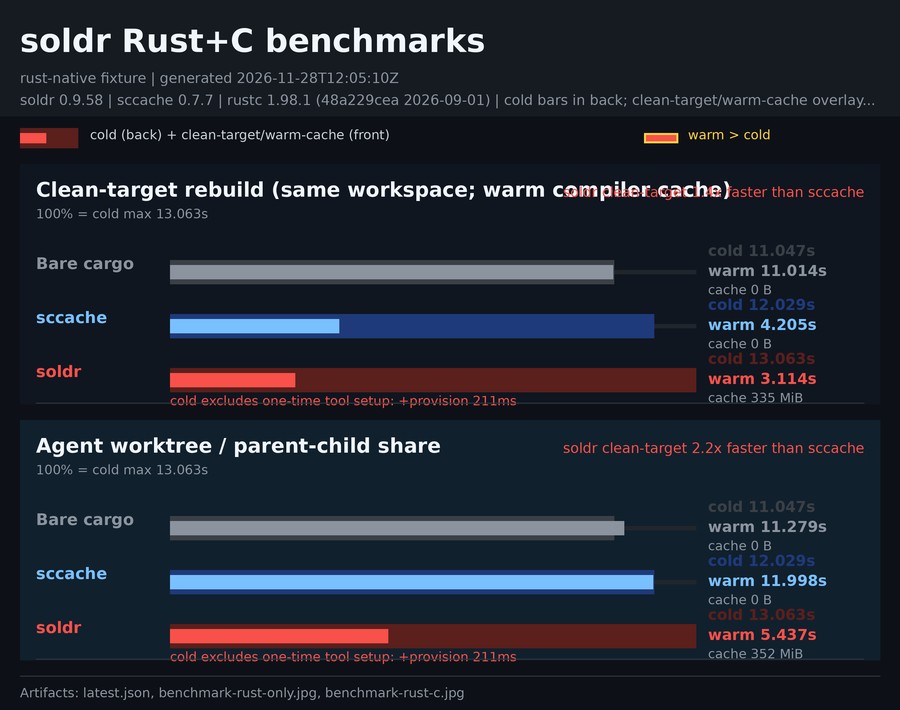 soldr Rust+C benchmarks
rust-native fixture | generated 2026-11-28T12:05:10Z
soldr 0.9.58 | sccache 0.7.7 | rustc 1.98.1 (48a229cea 2026-09-01) | cold bars in back; clean-target/warm-cache overlay...
cold (back) + clean-target/warm-cache (front)
warm > cold
Clean-target rebuild (same workspace; warm compiler cache)
soldr clean-target faster than sccache
100% = cold max 13.063s
Bare cargo
cold 11.047s
warm 11.014s
cache 0 B
sccache
cold 12.029s
warm 4.205s
cache 0 B
soldr
cold 13.063s
warm 3.114s
cache 335 MiB
cold excludes one-time tool setup: +provision 211ms
Agent worktree / parent-child share
soldr clean-target 2.2x faster than sccache
100% = cold max 13.063s
Bare cargo
cold 11.047s
warm 11.279s
cache 0 B
sccache
cold 12.029s
warm 11.998s
cache 0 B
soldr
cold 13.063s
warm 5.437s
cache 352 MiB
cold excludes one-time tool setup: +provision 211ms
Artifacts: latest.json, benchmark-rust-only.jpg, benchmark-rust-c.jpg